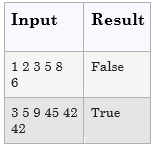 Input Result
1 2 3 5 8 False
6
3 5 9 45 42 True
42